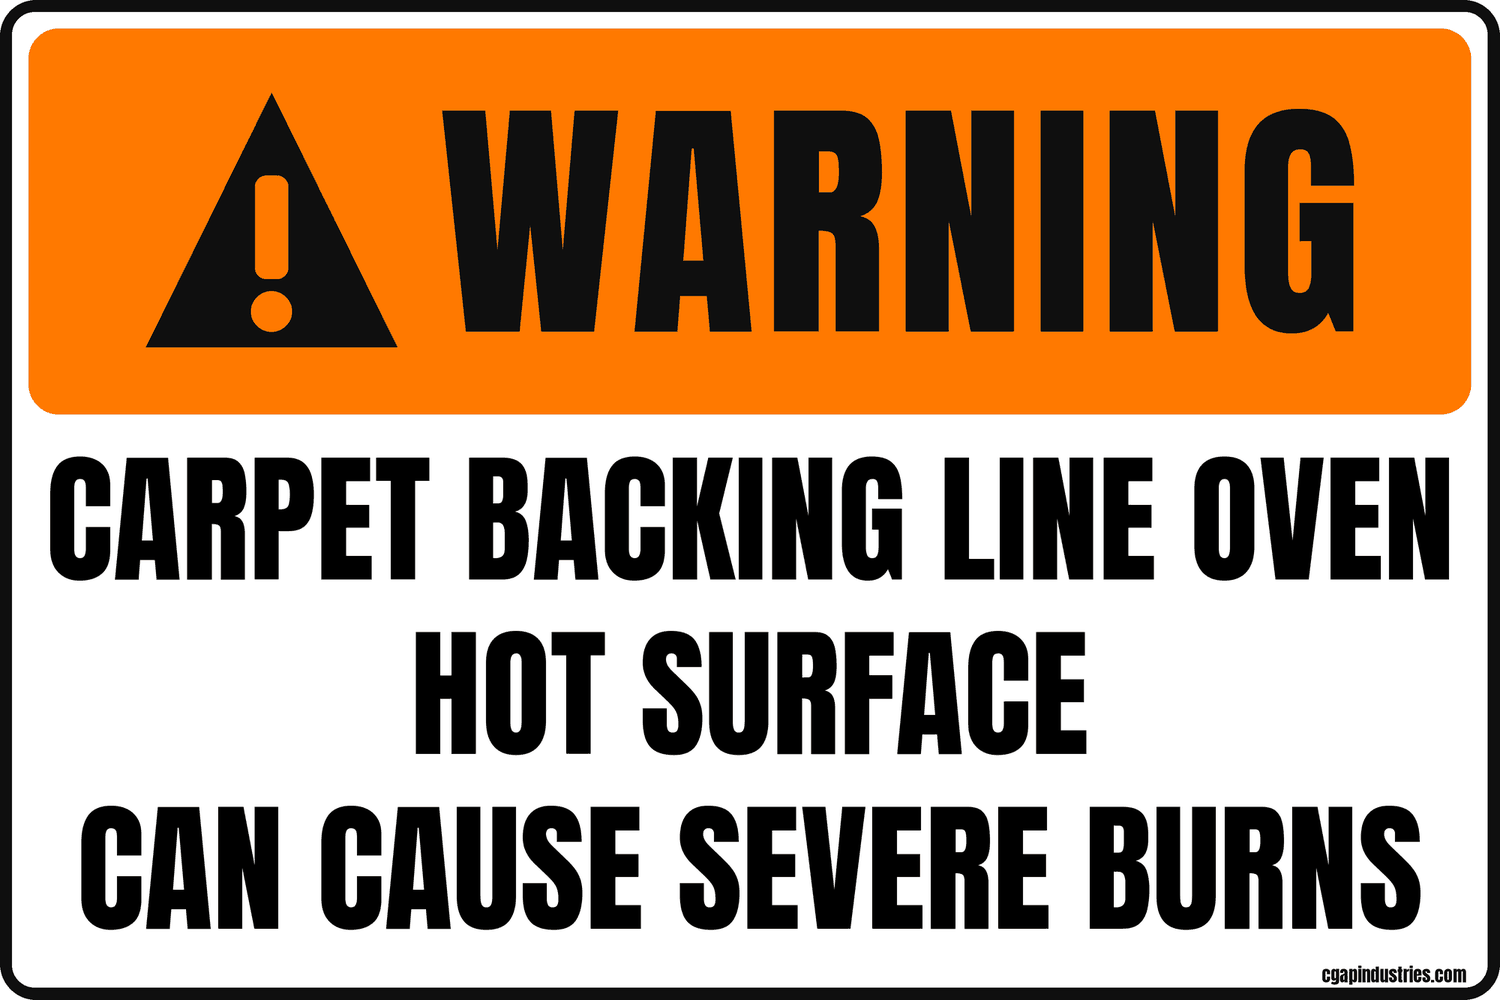 WARNING
CARPET BACKING LINE OVEN
HOT SURFACE
CAN CAUSE SEVERE BURNS
cgapindustries.com